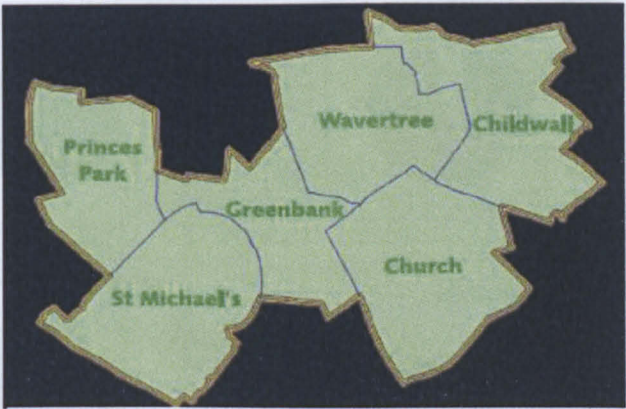 Wavertree
Childwall
Princes
Park
Greenbank
Church
St Michael's